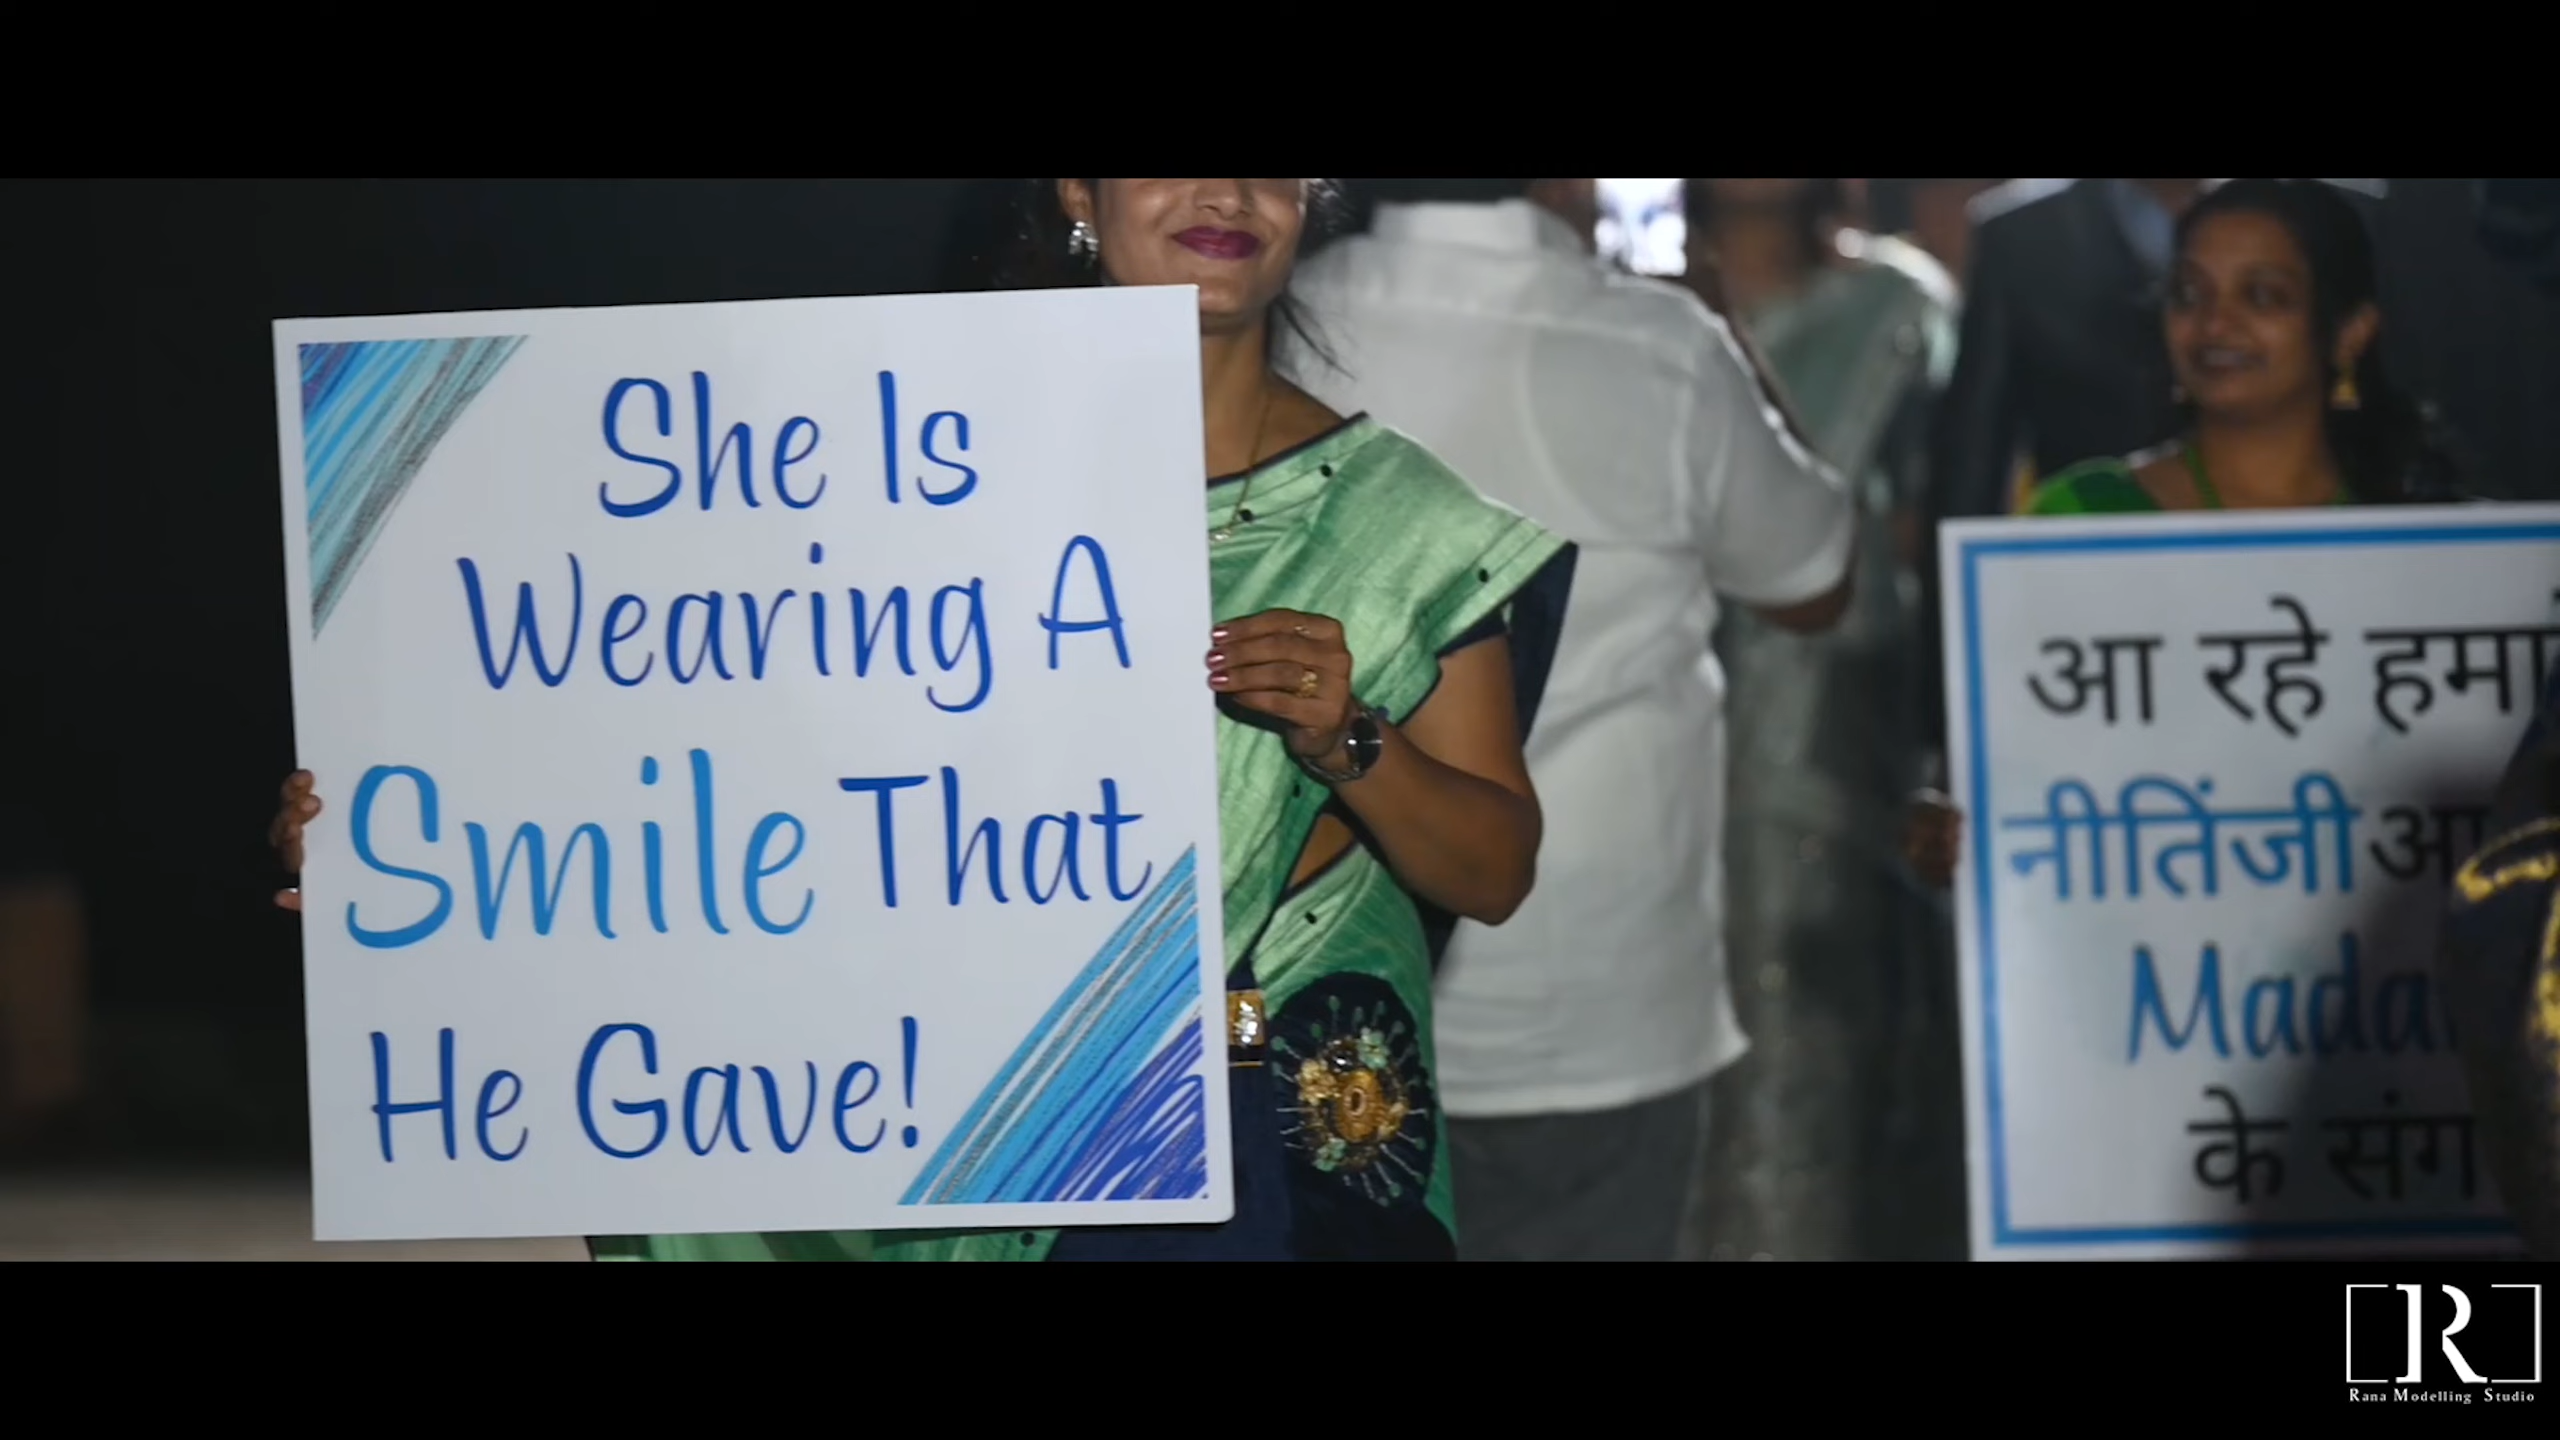 She Is
Wearing A
Smile That
He Gave!
आ रहे
नीतिंजी
के संग
R
Rana Modelling Studio